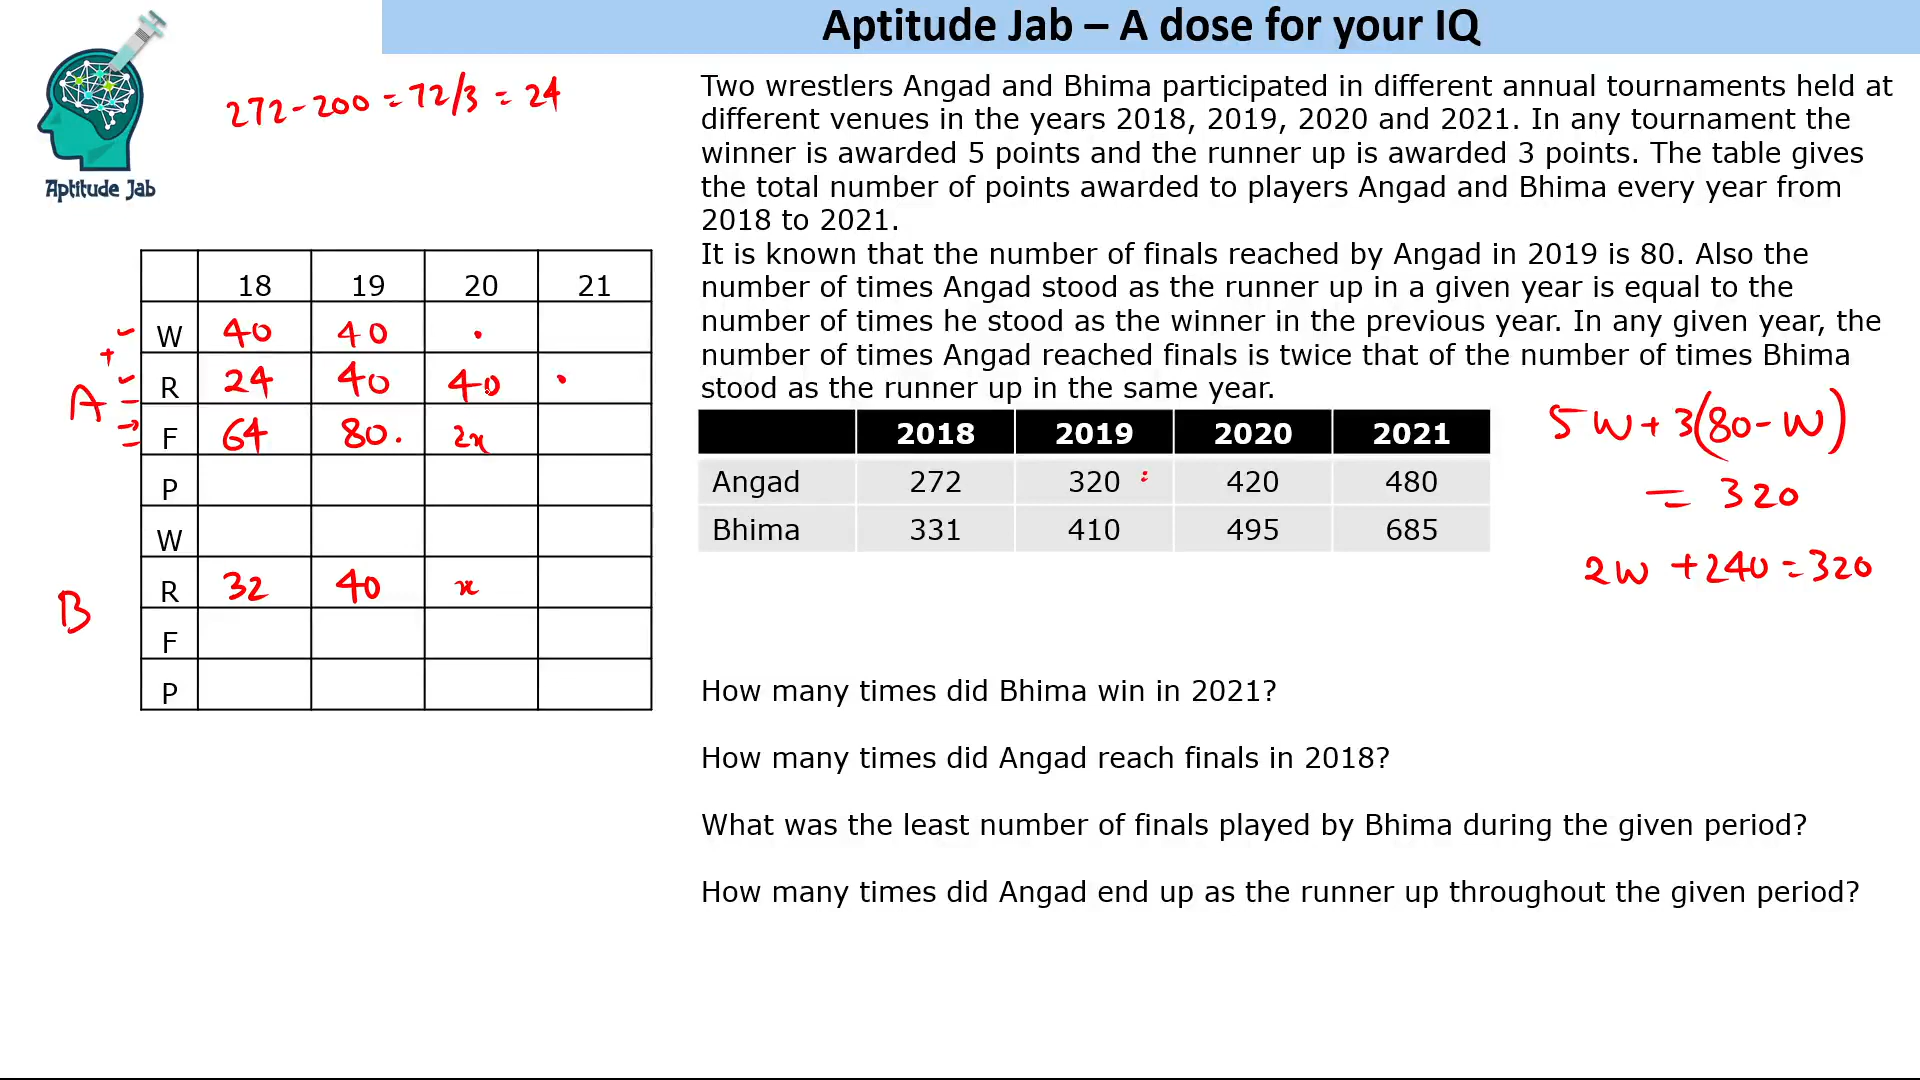 Aptitude Jab – A dose for your IQ
Aptitude Jab
272-200 = 72/3 = 24
Two wrestlers Angad and Bhima participated in different annual tournaments held at
different venues in the years 2018, 2019, 2020 and 2021. In any tournament the
winner is awarded 5 points and the runner up is awarded 3 points. The table gives
the total number of points awarded to players Angad and Bhima every year from
2018 to 2021.
It is known that the number of finals reached by Angad in 2019 is 80. Also the
number of times Angad stood as the runner up in a given year is equal to the
number of times he stood as the winner in the previous year. In any given year, the
number of times Angad reached finals is twice that of the number of times Bhima
stood as the runner up in the same year.
18 19 20 21
W 40 40
+
A
R 24 40 40
F 64 80 2x
P
W
B
R 32 40 x
F
P
2018 2019 2020 2021
Angad 272 320 420 480
Bhima 331 410 495 685
5W+3(80-W)
= 320
2W +240=320
How many times did Bhima win in 2021?
How many times did Angad reach finals in 2018?
What was the least number of finals played by Bhima during the given period?
How many times did Angad end up as the runner up throughout the given period?